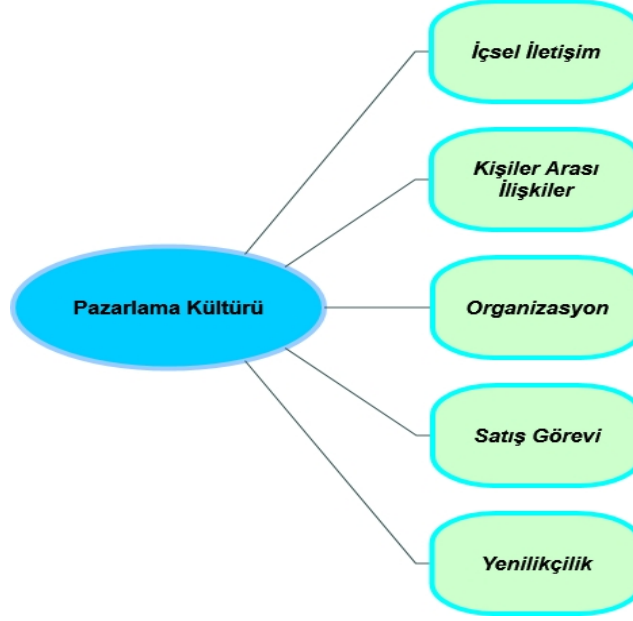 İçsel İletişim
Kişiler Arası
İlişkiler
Pazarlama Kültürü
Organizasyon
Satış Görevi
Yenilikçilik